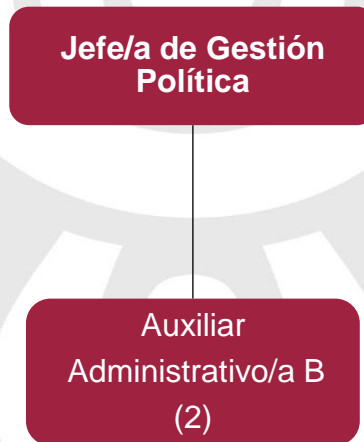 Jefe/a de Gestión
Política
Auxiliar
Administrativo/a B
(2)